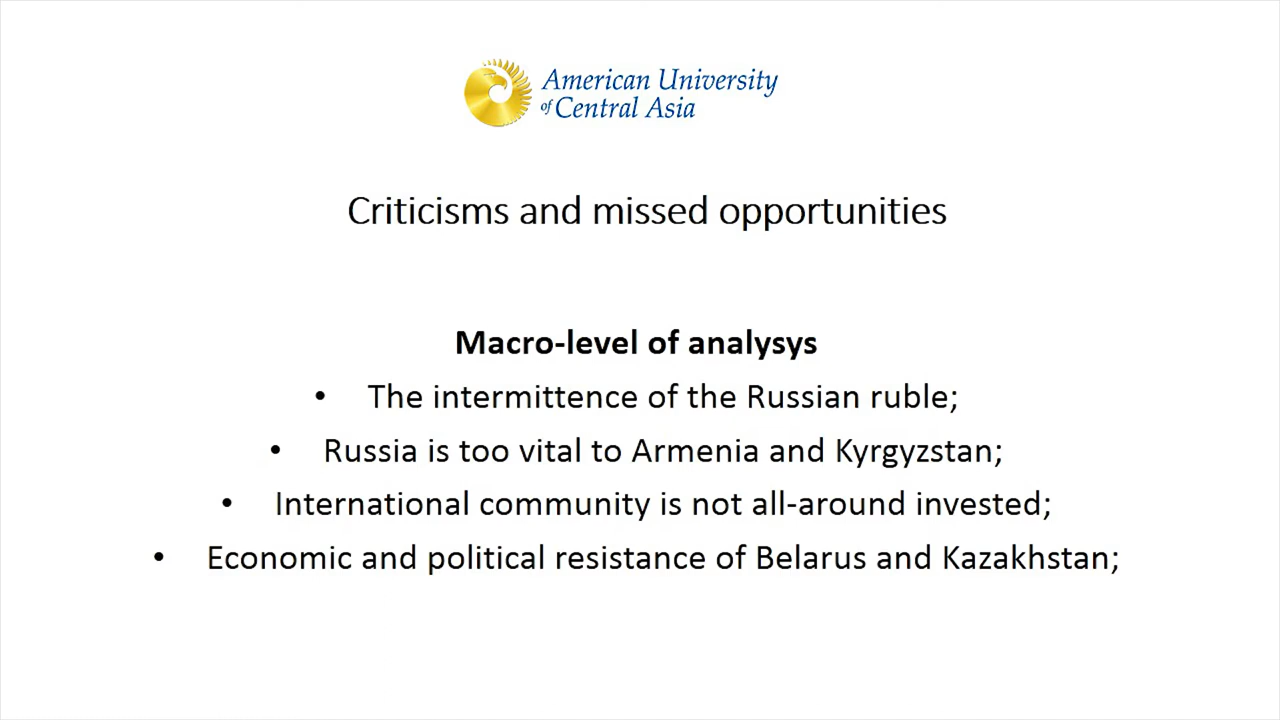 American University
of Central Asia
Criticisms and missed opportunities
Macro-level of analysys
• The intermittence of the Russian ruble;
• Russia is too vital to Armenia and Kyrgyzstan;
• International community is not all-around invested;
• Economic and political resistance of Belarus and Kazakhstan;